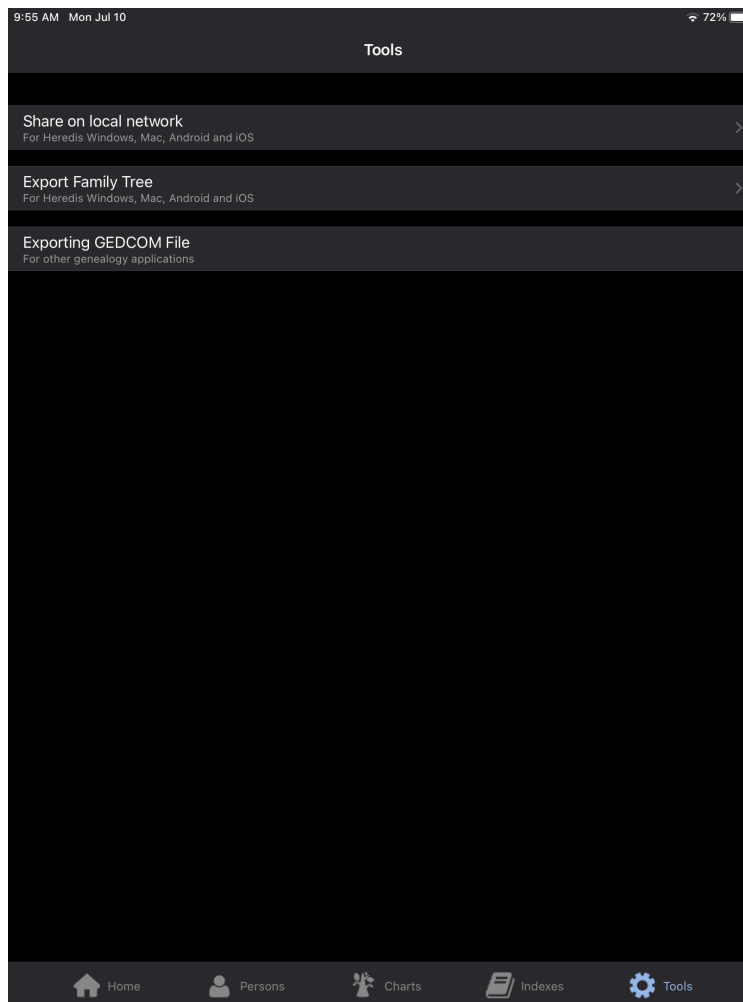 9:55 AM Mon Jul 10 72%
Tools
Share on local network
For Heredis Windows, Mac, Android and iOS
Export Family Tree
For Heredis Windows, Mac, Android and iOS
Exporting GEDCOM File
For other genealogy applications
Home Persons Charts Indexes Tools